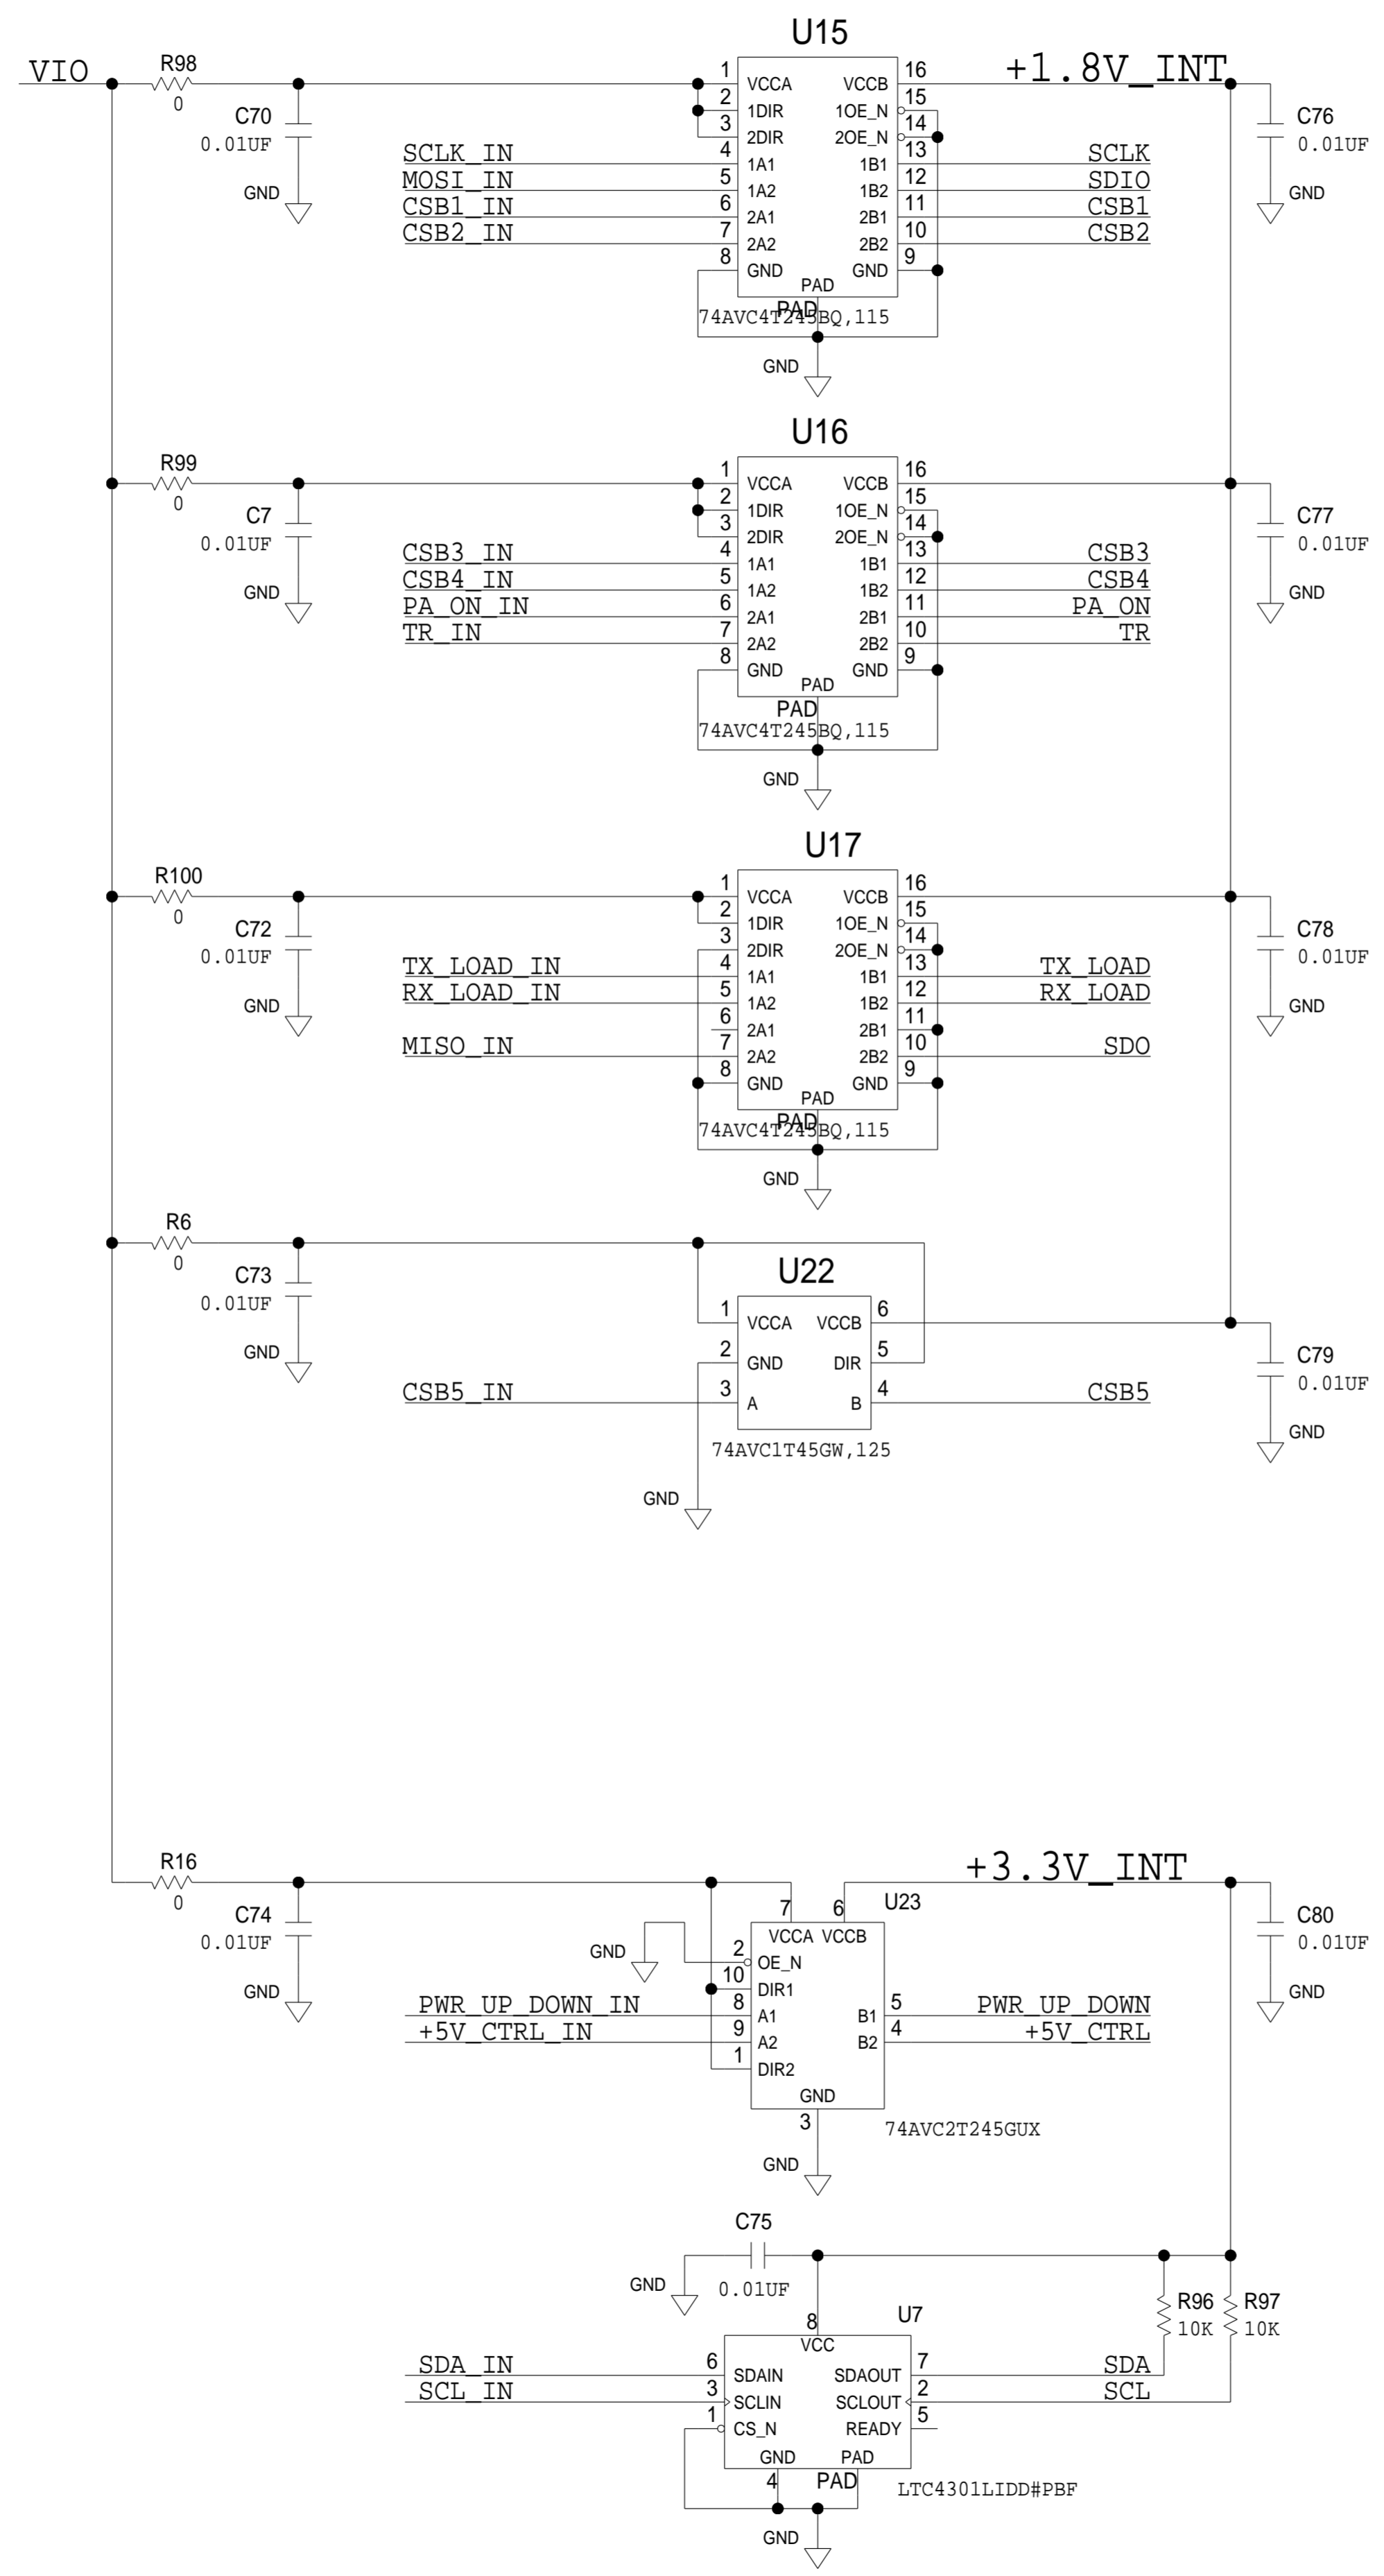 U15
VIO R98 +1.8V_INT
0
1 VCCA VCCB 16
2 1DIR 1OE_N 15
3 2DIR 2OE_N 14
C70 C76
0.01UF 0.01UF
SCLK_IN 4 1A1 1B1 13 SCLK
MOSI_IN 5 1A2 1B2 12 SDIO
CSB1_IN 6 2A1 2B1 11 CSB1
CSB2_IN 7 2A2 2B2 10 CSB2
GND GND
8 GND GND 9
PAD
PAD
74AVC4T245BQ,115
GND
U16
R99
0
1 VCCA VCCB 16
2 1DIR 1OE_N 15
3 2DIR 2OE_N 14
C7 C77
0.01UF 0.01UF
CSB3_IN 4 1A1 1B1 13 CSB3
CSB4_IN 5 1A2 1B2 12 CSB4
PA_ON_IN 6 2A1 2B1 11 PA_ON
TR_IN 7 2A2 2B2 10 TR
GND GND
8 GND GND 9
PAD
PAD
74AVC4T245BQ,115
GND
U17
R100
0
1 VCCA VCCB 16
2 1DIR 1OE_N 15
3 2DIR 2OE_N 14
C72 C78
0.01UF 0.01UF
TX_LOAD_IN 4 1A1 1B1 13 TX_LOAD
RX_LOAD_IN 5 1A2 1B2 12 RX_LOAD
GND GND
6 2A1 2B1 11
MISO_IN 7 2A2 2B2 10 SDO
8 GND GND 9
PAD
PAD
74AVC4T245BQ,115
GND
R6
0
U22
C73
0.01UF
1 VCCA VCCB 6
GND
2 GND DIR 5
C79
0.01UF
CSB5_IN 3 A B 4 CSB5
GND
74AVC1T45GW,125
GND
R16 +3.3V_INT
0
7 6 U23
C74 C80
0.01UF 0.01UF
VCCA VCCB
GND 2 OE_N
10 DIR1
GND GND
PWR_UP_DOWN_IN 8 A1 B1 5 PWR_UP_DOWN
+5V_CTRL_IN 9 A2 B2 4 +5V_CTRL
1 DIR2
GND
3 74AVC2T245GUX
GND
C75
GND 0.01UF
R96 R97
10K 10K
8 U7
VCC
SDA_IN 6 SDAIN SDAOUT 7 SDA
SCL_IN 3 SCLIN SCLOUT 2 SCL
1 CS_N READY 5
GND PAD
4 PAD LTC4301LIDD#PBF
GND